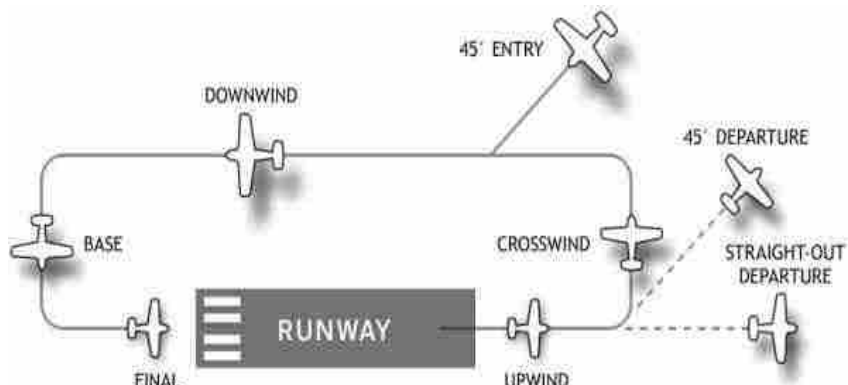 45´ ENTRY
DOWNWIND
45´ DEPARTURE
BASE
CROSSWIND
STRAIGHT-OUT
DEPARTURE
RUNWAY
FINAL
UPWIND